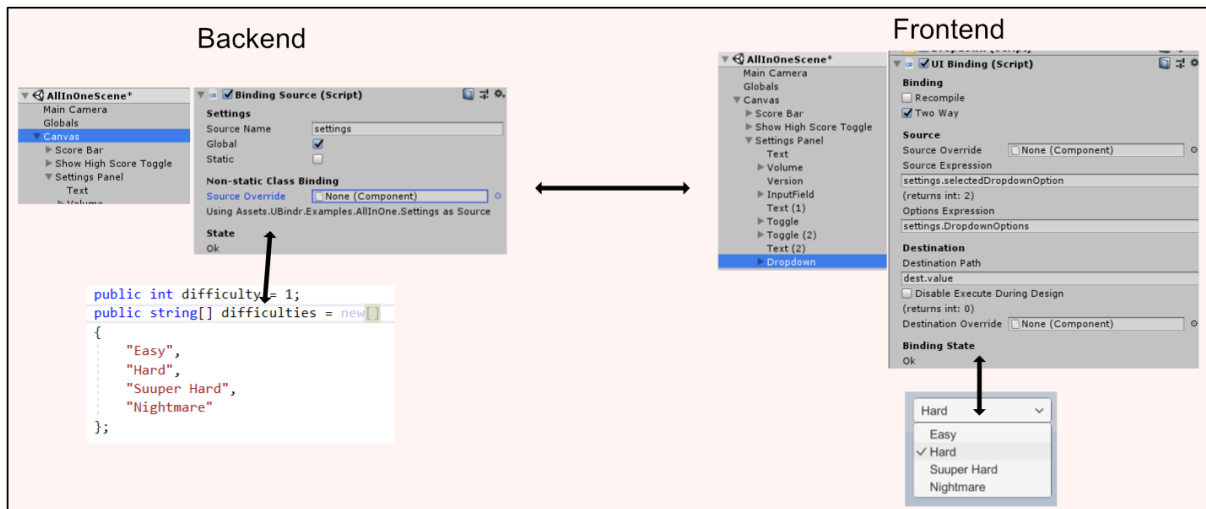 Backend
AllInOneScene*
Main Camera
Globals
Canvas
Score Bar
Show High Score Toggle
Settings Panel
Text
Volume
Binding Source (Script)
Settings
Source Name settings
Global
Static
Non-static Class Binding
Source Override None (Component)
Using Assets.UBindr.Examples.AllInOne.Settings as Source
State
Ok
public int difficulty = 1;
public string[] difficulties = new[]
{
"Easy",
"Hard",
"Suuper Hard",
"Nightmare"
};
Frontend
AllInOneScene*
Main Camera
Globals
Canvas
Score Bar
Show High Score Toggle
Settings Panel
Text
Volume
Version
InputField
Text (1)
Toggle
Toggle (2)
Text (2)
Dropdown
Dropdown (Script)
UI Binding (Script)
Binding
Recompile
Two Way
Source
Source Override None (Component)
Source Expression
settings.selectedDropdownOption
(returns int: 2)
Options Expression
settings.DropdownOptions
Destination
Destination Path
dest.value
Disable Execute During Design
(returns int: 0)
Destination Override None (Component)
Binding State
Ok
Hard
Easy
Hard
Suuper Hard
Nightmare